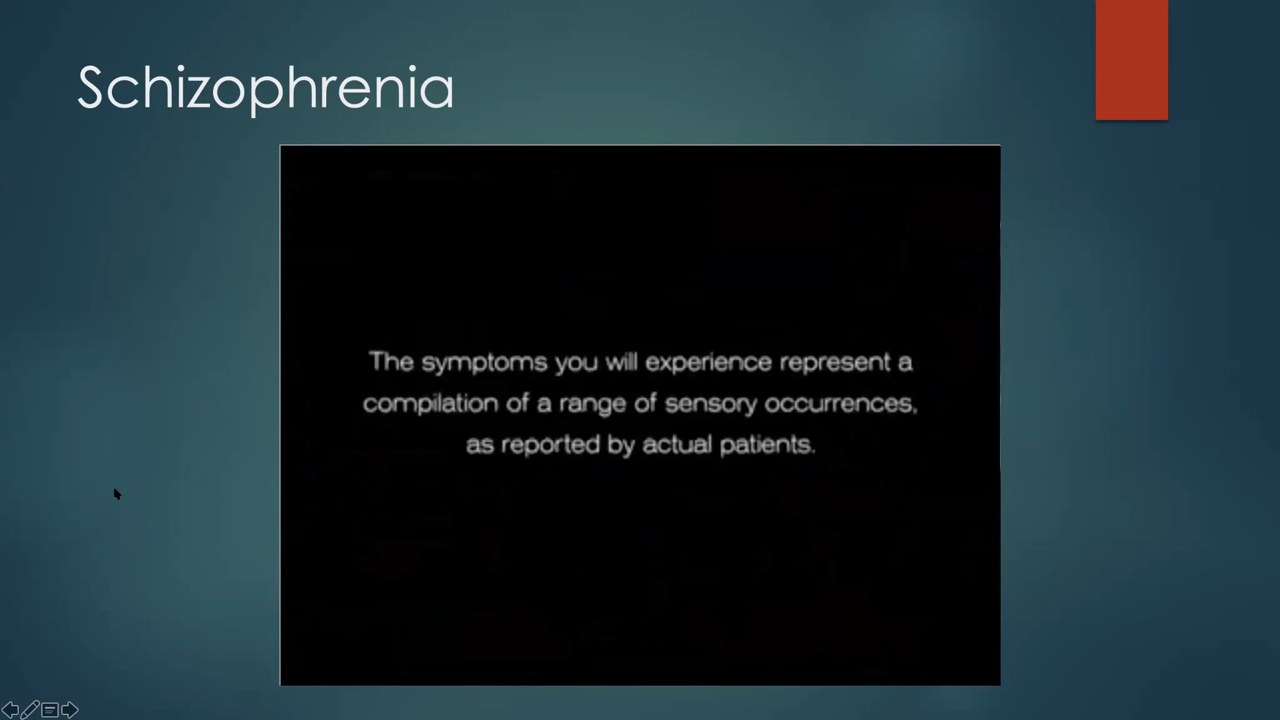 Schizophrenia
The symptoms you will experience represent a
compilation of a range of sensory occurrences,
as reported by actual patients.